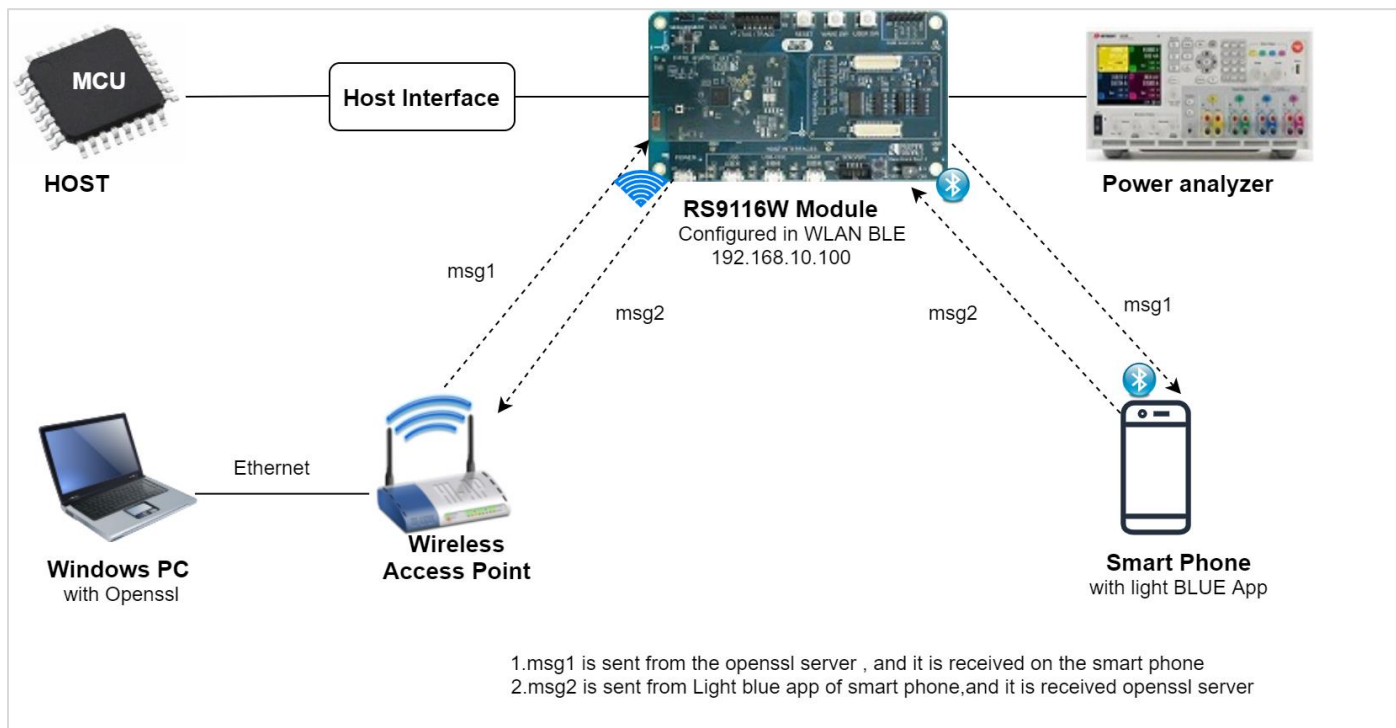 MCU
HOST
Host Interface
RS9116W Module
Configured in WLAN BLE
192.168.10.100
Power analyzer
msg1
msg2
msg2
msg1
Ethernet
Windows PC
with Openssl
Wireless
Access Point
Smart Phone
with light BLUE App
1.msg1 is sent from the openssl server , and it is received on the smart phone
2.msg2 is sent from Light blue app of smart phone,and it is received openssl server